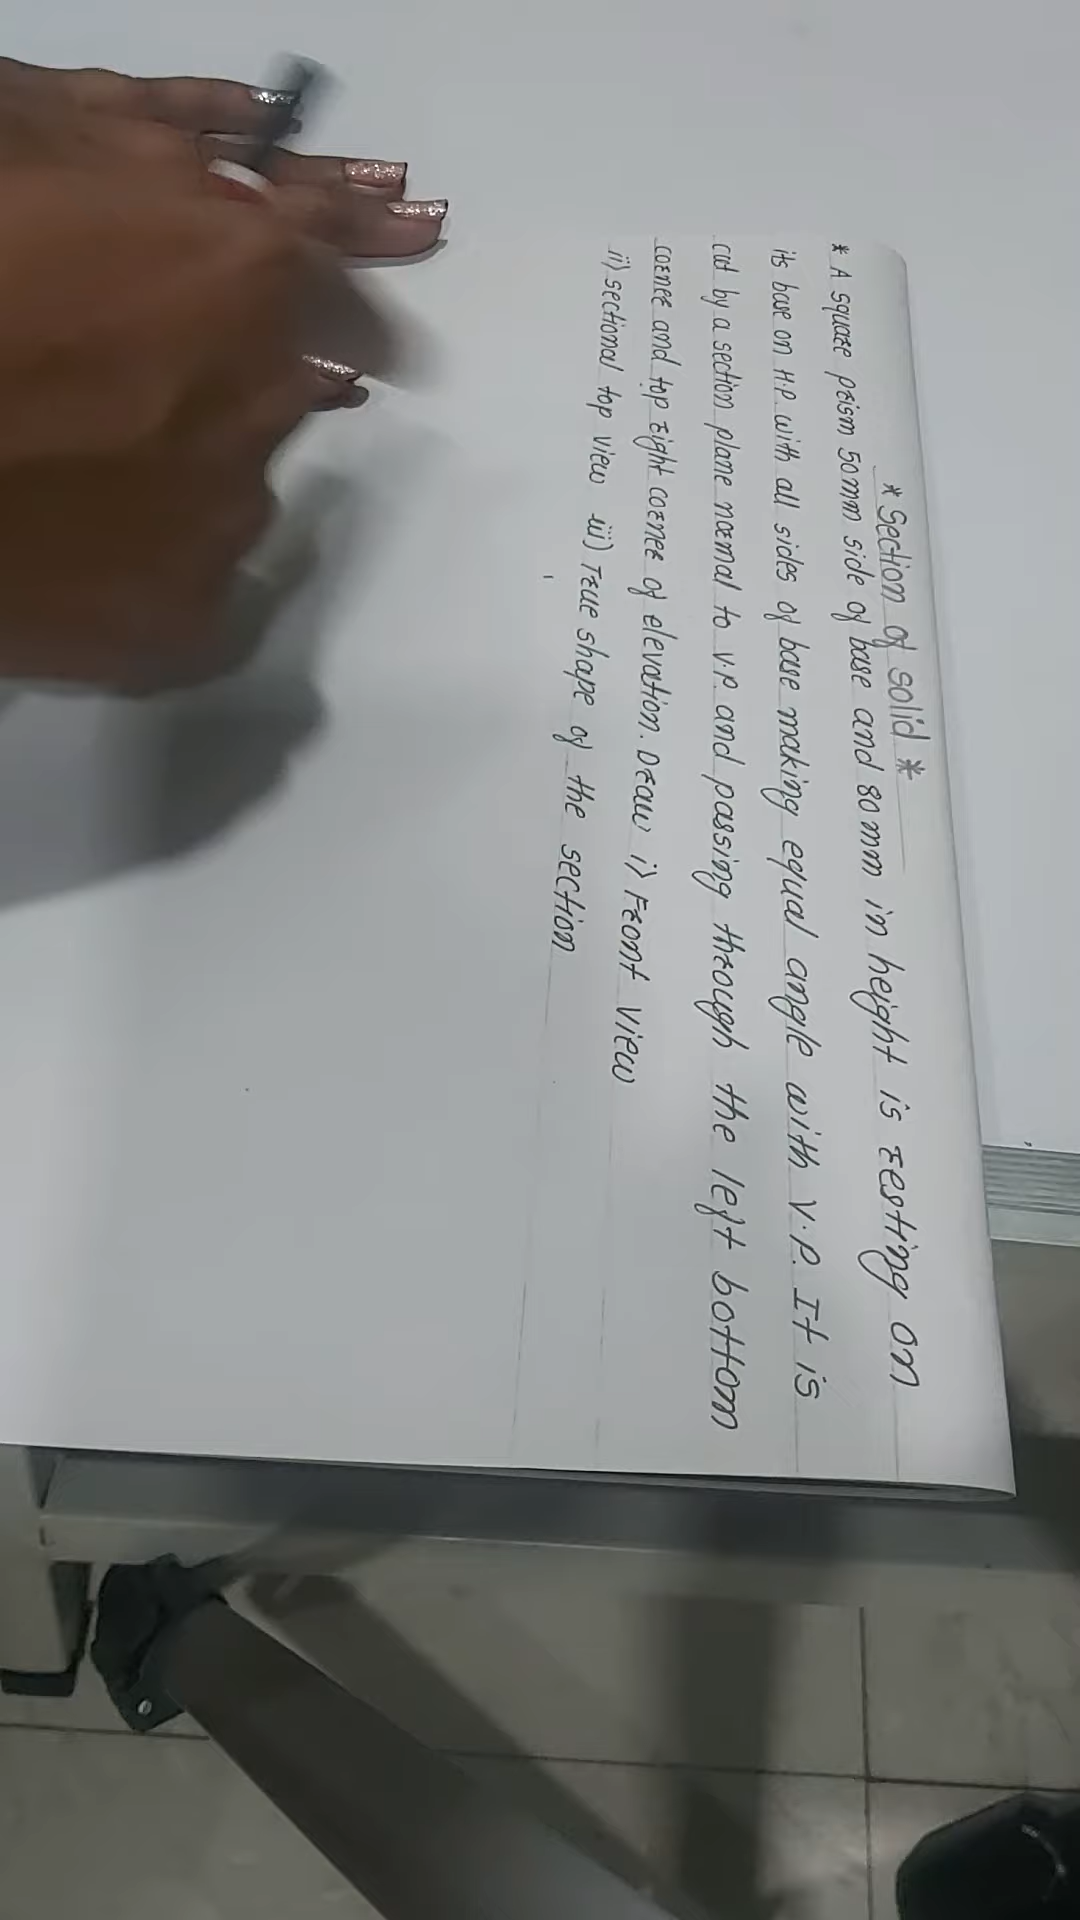 * Section of solid *
* A square prism 50mm side of base and 80mm in height is resting on
its base on H.P. with all sides of base making equal angle with V.P. It is
cut by a section plane normal to V.P. and passing through the left bottom
corner and top right corner of elevation. Draw i) Front view
ii) sectional top view iii) True shape of the section